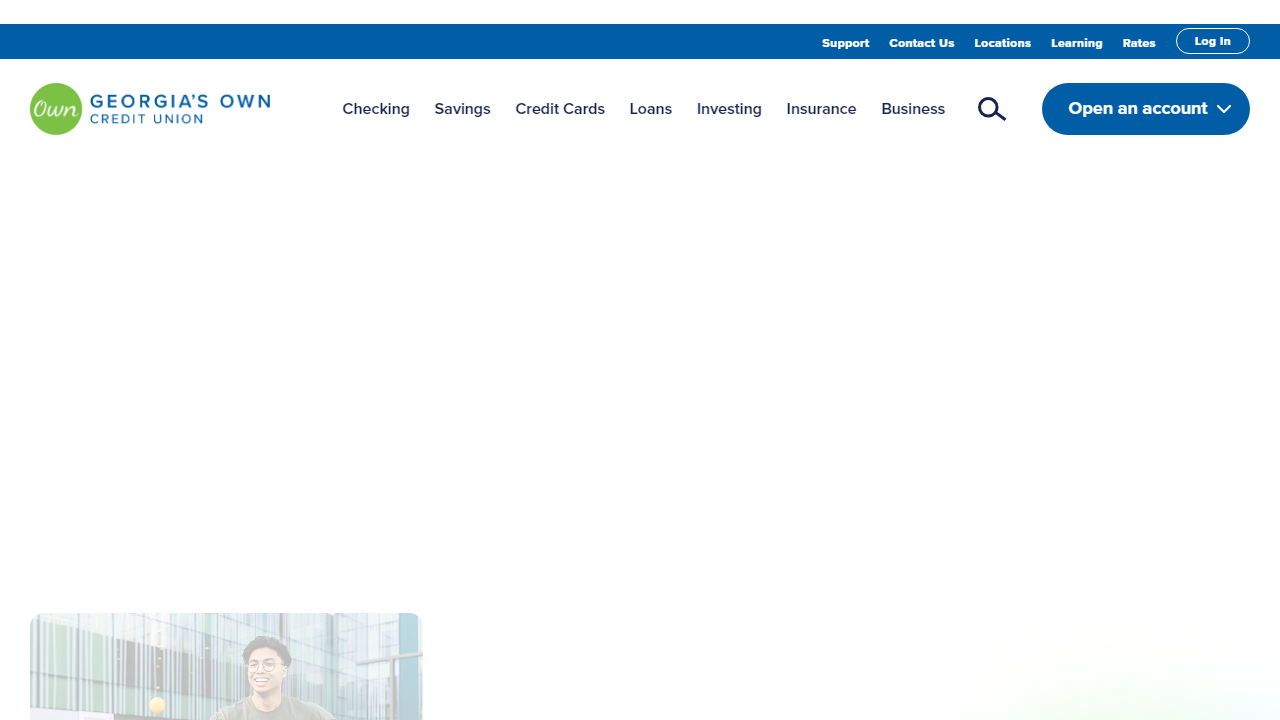 Support Contact Us Locations Learning Rates Log In
Own GEORGIA'S OWN
CREDIT UNION
Checking Savings Credit Cards Loans Investing Insurance Business
Open an account